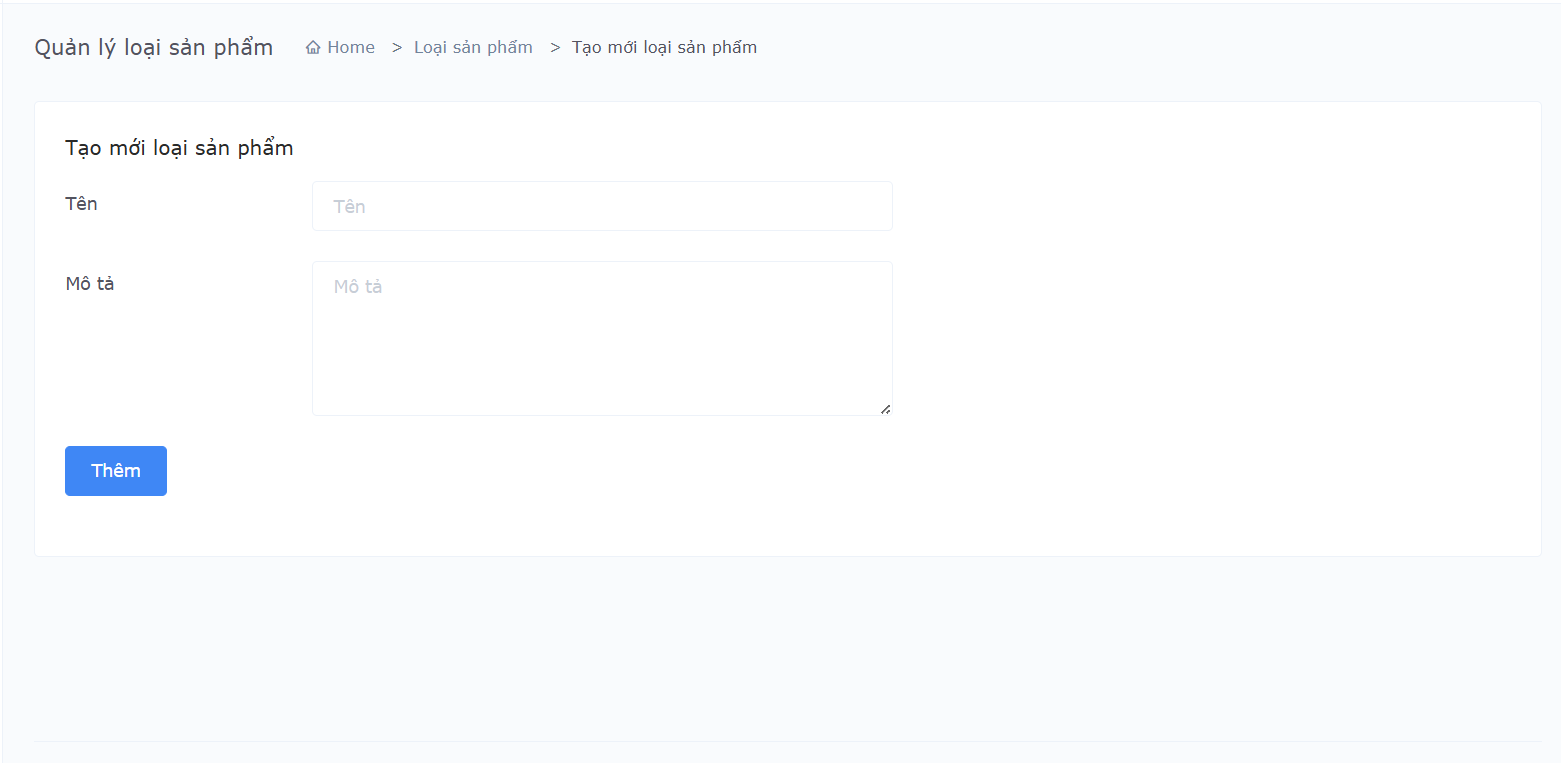 Quản lý loại sản phẩm Home > Loại sản phẩm > Tạo mới loại sản phẩm
Tạo mới loại sản phẩm
Tên Tên
Mô tả Mô tả
Thêm